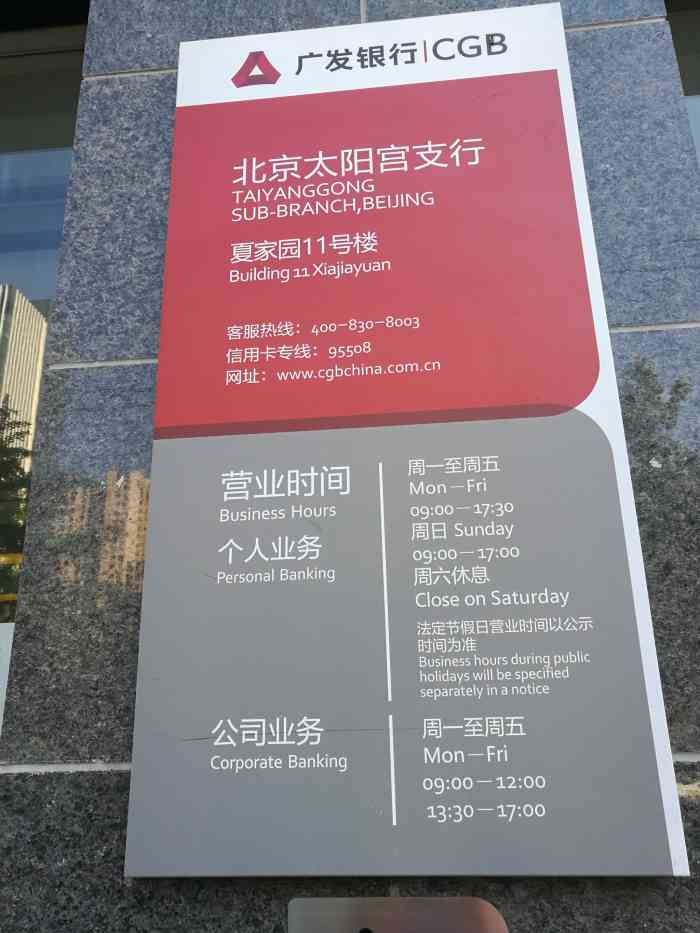 广发银行|CGB
北京太阳宫支行
TAIYANGGONG
SUB-BRANCH,BEIJING
夏家园11号楼
Building 11 Xiajiayuan
客服热线：400-830-8003
信用卡专线：95508
网址：www.cgbchina.com.cn
营业时间
Business Hours
个人业务
Personal Banking
周一至周五
Mon－Fri
09:00－17:30
周日 Sunday
09:00－17:00
周六休息
Close on Saturday
法定节假日营业时间以公示
时间为准
Business hours during public
holidays will be specified
separately in a notice
公司业务
Corporate Banking
周一至周五
Mon－Fri
09:00－12:00
13:30－17:00